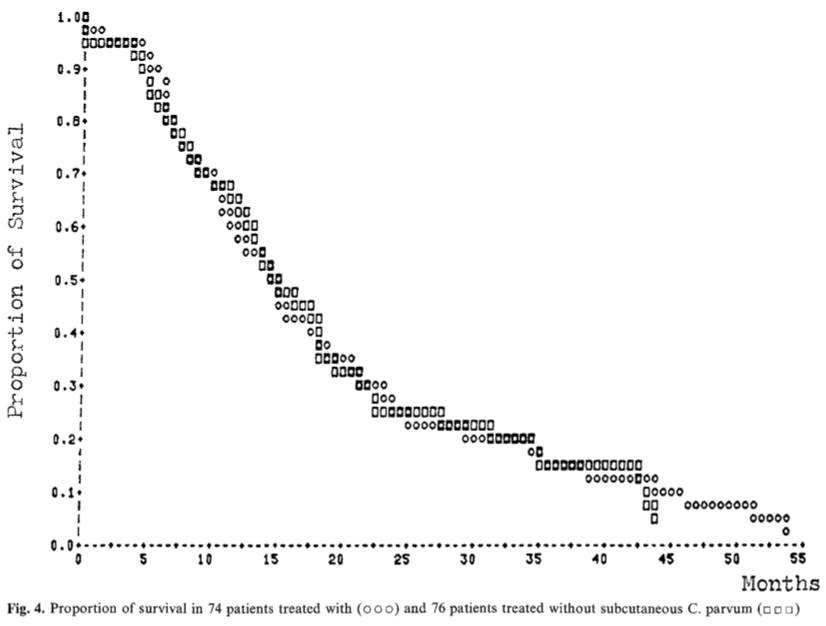 1.0
0.9
0.8
0.7
0.6
0.5
0.4
0.3
0.2
0.1
0.0
Proportion of Survival
0 5 10 15 20 25 30 35 40 45 50 55
Months
Fig. 4. Proportion of survival in 74 patients treated with (○○○) and 76 patients treated without subcutaneous C. parvum (□□□)